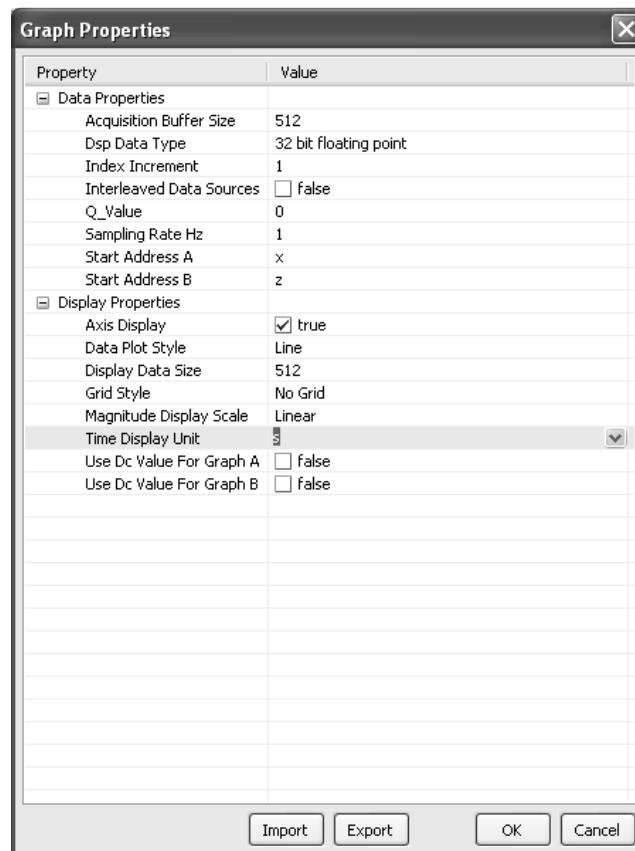 Graph Properties
Property Value
Data Properties
Acquisition Buffer Size 512
Dsp Data Type 32 bit floating point
Index Increment 1
Interleaved Data Sources false
Q_Value 0
Sampling Rate Hz 1
Start Address A x
Start Address B z
Display Properties
Axis Display true
Data Plot Style Line
Display Data Size 512
Grid Style No Grid
Magnitude Display Scale Linear
Time Display Unit s
Use Dc Value For Graph A false
Use Dc Value For Graph B false
Import Export OK Cancel